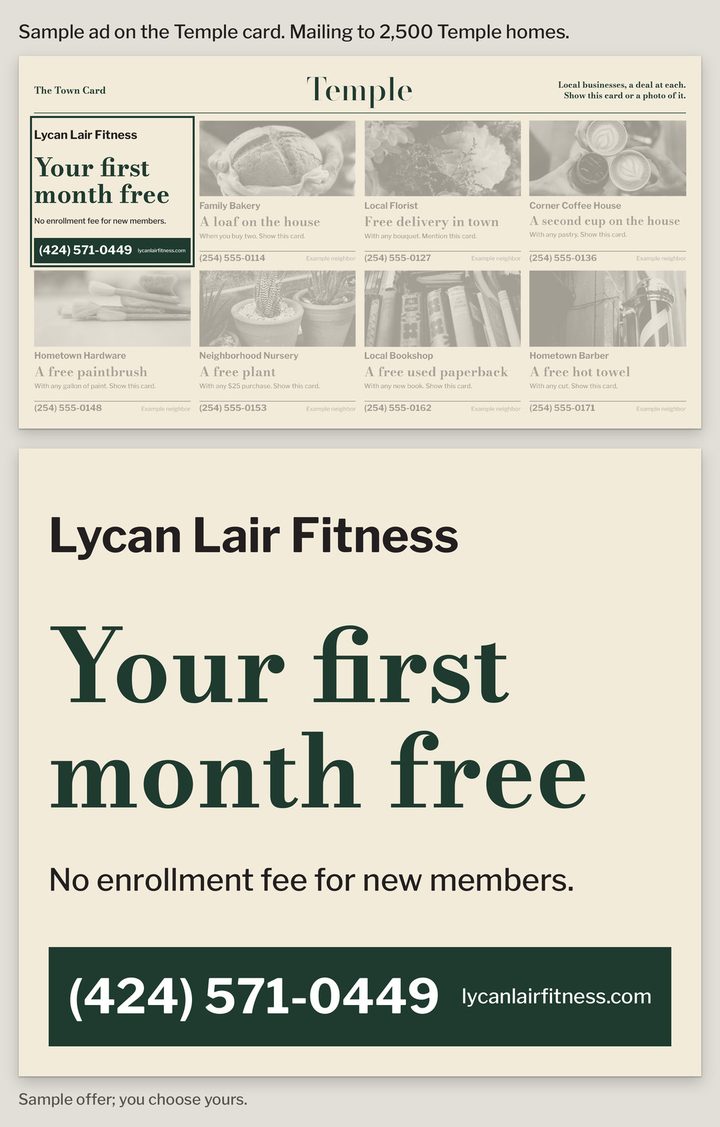 Sample ad on the Temple card. Mailing to 2,500 Temple homes.
The Town Card
Temple
Local businesses, a deal at each.
Show this card or a photo of it.
Lycan Lair Fitness
Your first
month free
No enrollment fee for new members.
(424) 571-0449 lycanlairfitness.com
Family Bakery
A loaf on the house
When you buy two. Show this card.
(254) 555-0114 Example neighbor
Local Florist
Free delivery in town
With any bouquet. Mention this card.
(254) 555-0127 Example neighbor
Corner Coffee House
A second cup on the house
With any pastry. Show this card.
(254) 555-0136 Example neighbor
Hometown Hardware
A free paintbrush
With any gallon of paint. Show this card.
(254) 555-0148 Example neighbor
Neighborhood Nursery
A free plant
With any $25 purchase. Show this card.
(254) 555-0153 Example neighbor
Local Bookshop
A free used paperback
With any new book. Show this card.
(254) 555-0162 Example neighbor
Hometown Barber
A free hot towel
With any cut. Show this card.
(254) 555-0171 Example neighbor
Lycan Lair Fitness
Your first
month free
No enrollment fee for new members.
(424) 571-0449 lycanlairfitness.com
Sample offer; you choose yours.